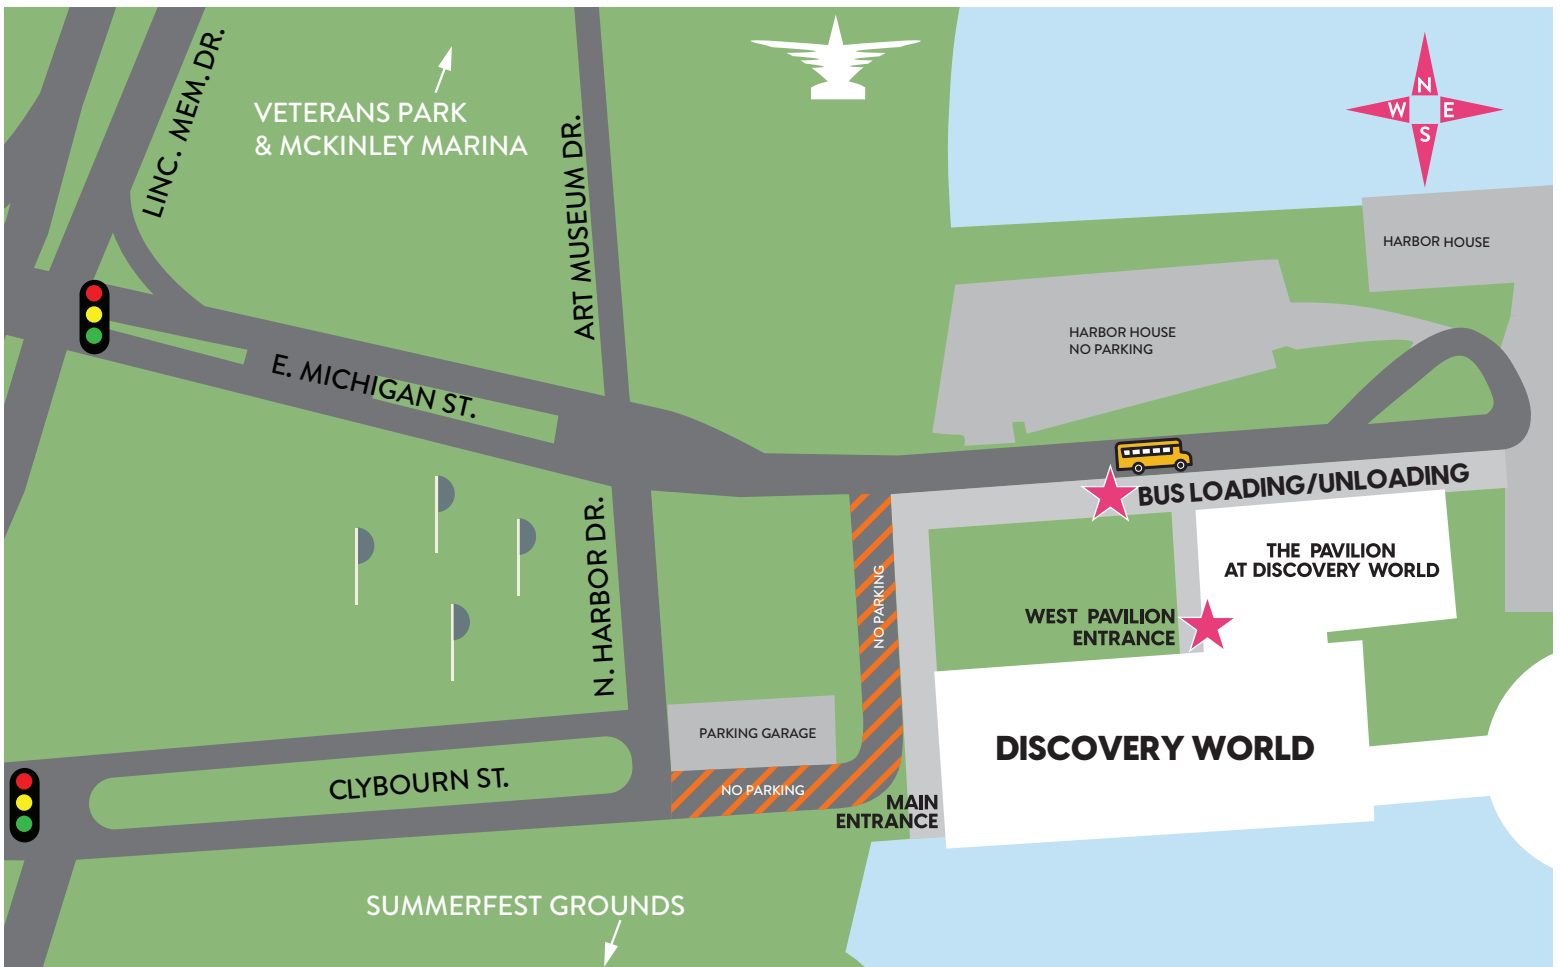 LINC. MEM. DR.
VETERANS PARK
& MCKINLEY MARINA
ART MUSEUM DR.
N
W E
S
HARBOR HOUSE
HARBOR HOUSE
NO PARKING
E. MICHIGAN ST.
BUS LOADING/UNLOADING
THE PAVILION
AT DISCOVERY WORLD
N. HARBOR DR.
NO PARKING
WEST PAVILION
ENTRANCE
PARKING GARAGE
DISCOVERY WORLD
CLYBOURN ST.
NO PARKING
MAIN
ENTRANCE
SUMMERFEST GROUNDS